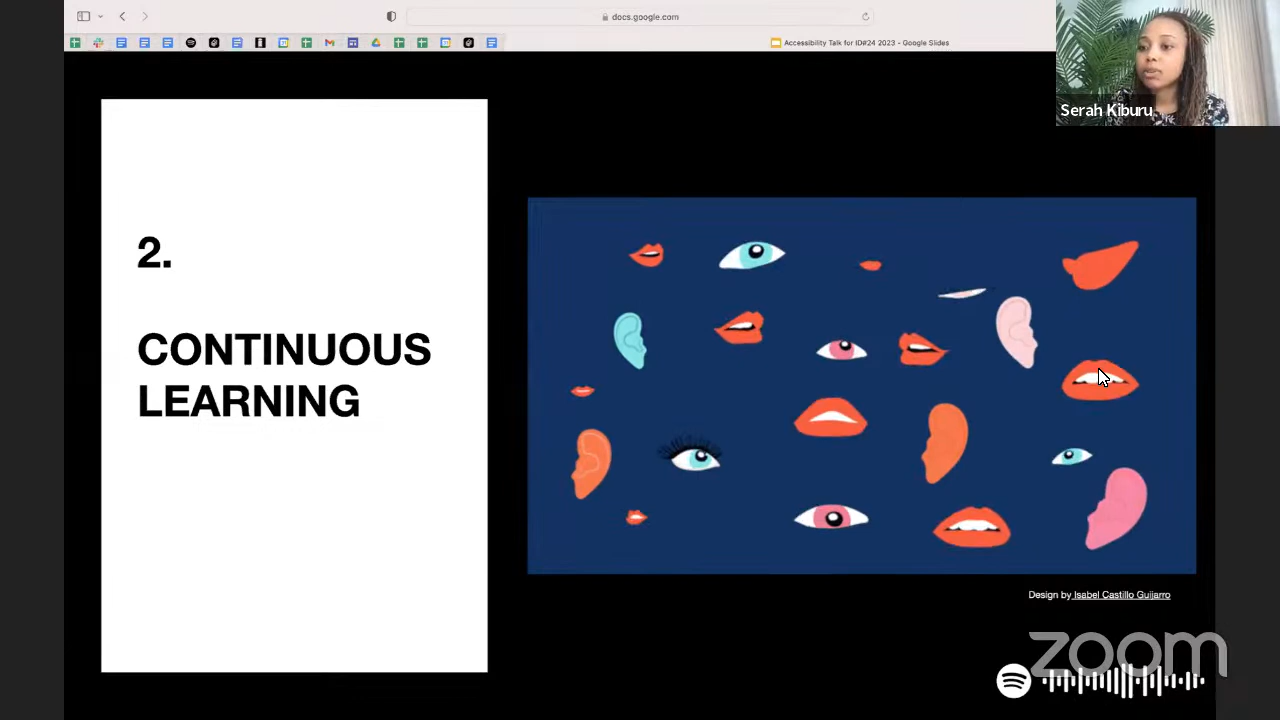 docs.google.com
Accessibility Talk for ID#24 2023 - Google Slides
Serah Kiburu
2.
CONTINUOUS
LEARNING
Design by Isabel Castillo Guijarro
zoom